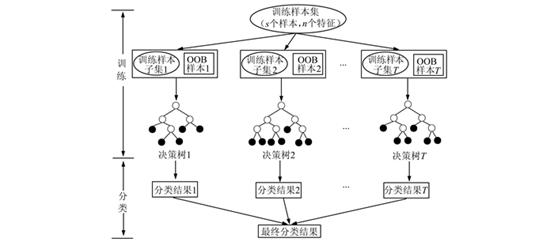 训练样本集
(s个样本,n个特征)
训练样本
子集1
OOB
样本1
训练样本
子集2
OOB
样本2
...
训练样本
子集T
OOB
样本T
训练
...
决策树1
决策树2
决策树T
分类
分类结果1
分类结果2
...
分类结果T
最终分类结果